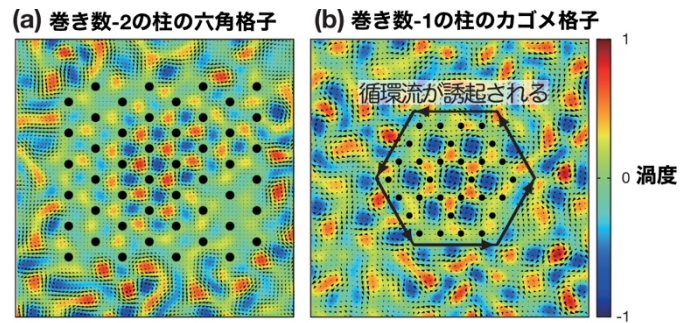 (a) 巻き数-2の柱の六角格子
(b) 巻き数-1の柱のカゴメ格子
循環流が誘起される
1
0 渦度
-1